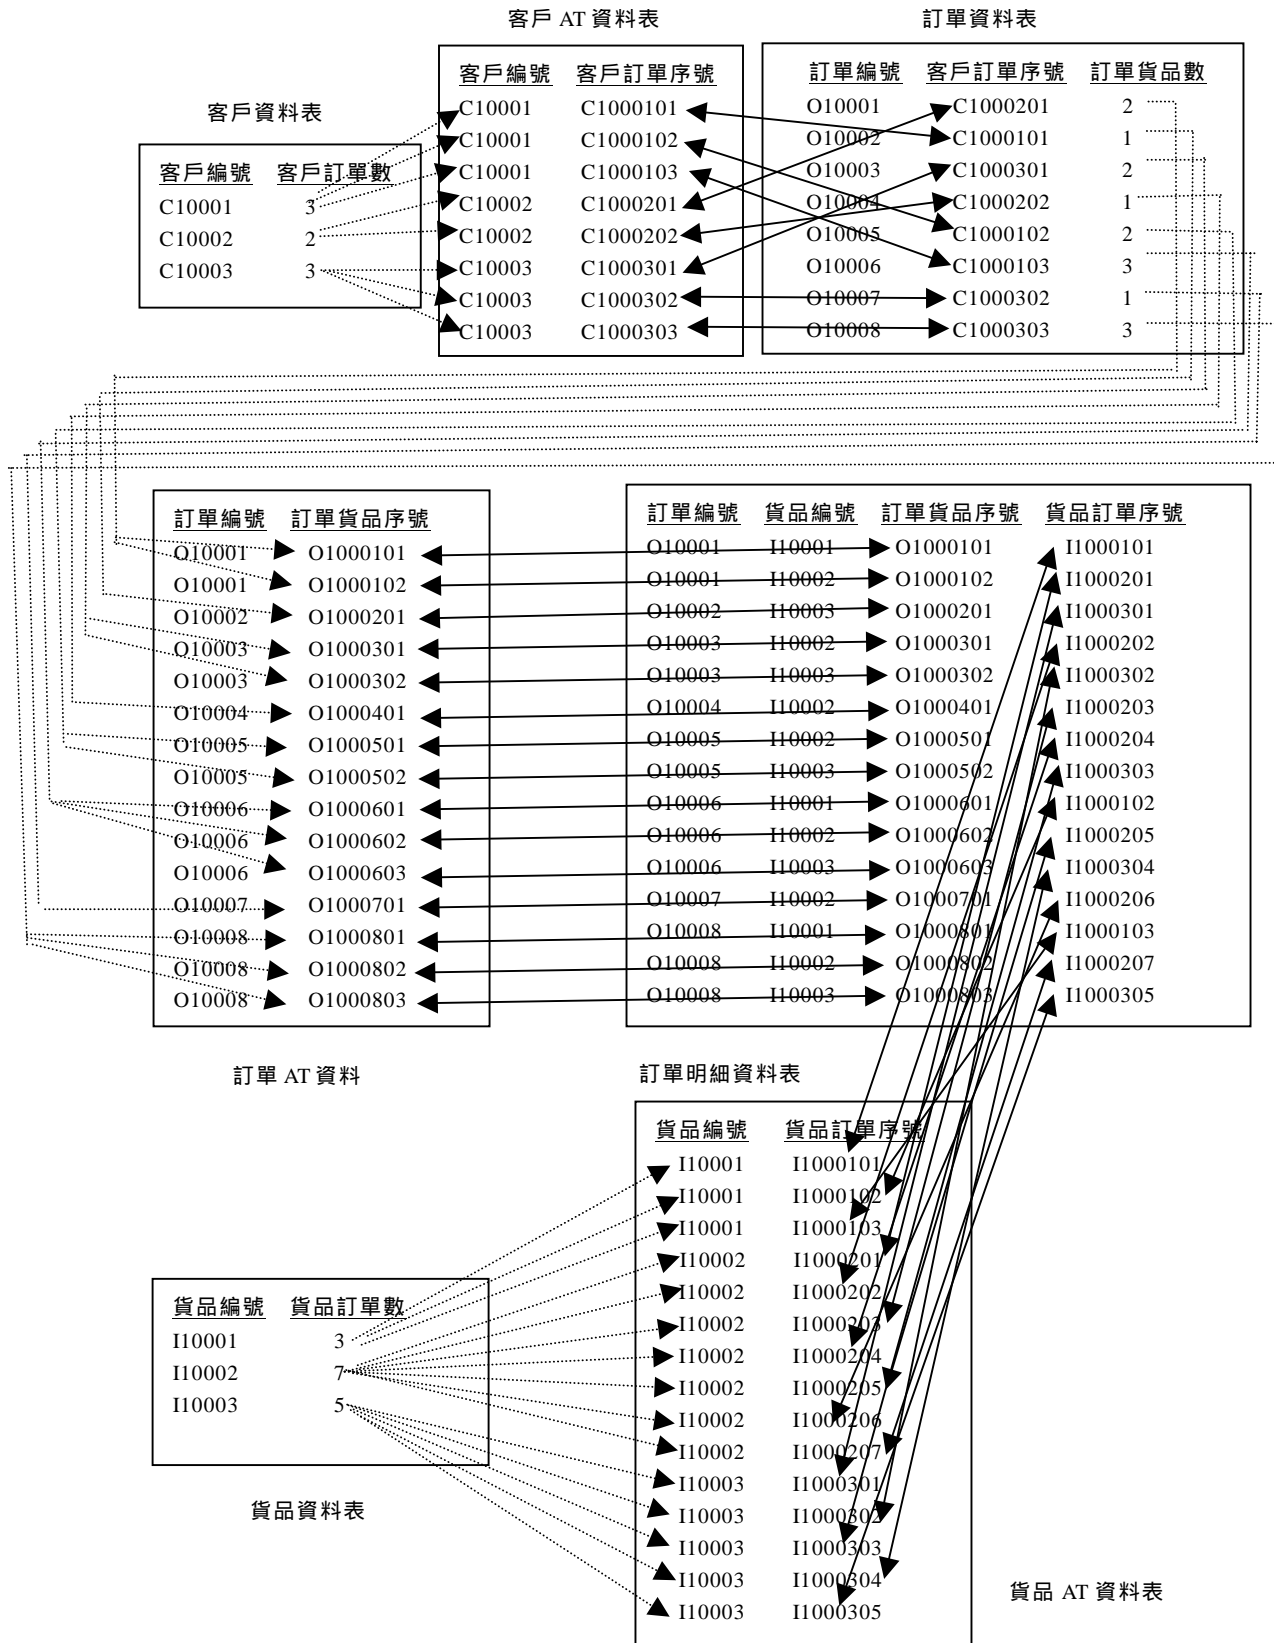 客戶 AT 資料表
客戶編號 客戶訂單序號
C10001 C1000101
C10001 C1000102
C10001 C1000103
C10002 C1000201
C10002 C1000202
C10003 C1000301
C10003 C1000302
C10003 C1000303
訂單資料表
訂單編號 客戶訂單序號 訂單貨品數
O10001 C1000201 2
O10002 C1000101 1
O10003 C1000301 2
O10004 C1000202 1
O10005 C1000102 2
O10006 C1000103 3
O10007 C1000302 1
O10008 C1000303 3
客戶資料表
客戶編號 客戶訂單數
C10001 3
C10002 2
C10003 3
訂單編號 訂單貨品序號
O10001 O1000101
O10001 O1000102
O10002 O1000201
O10003 O1000301
O10003 O1000302
O10004 O1000401
O10005 O1000501
O10005 O1000502
O10006 O1000601
O10006 O1000602
O10006 O1000603
O10007 O1000701
O10008 O1000801
O10008 O1000802
O10008 O1000803
訂單 AT 資料
訂單編號 貨品編號 訂單貨品序號 貨品訂單序號
O10001 I10001 O1000101 I1000101
O10001 I10002 O1000102 I1000201
O10002 I10003 O1000201 I1000301
O10003 I10002 O1000301 I1000202
O10003 I10003 O1000302 I1000302
O10004 I10002 O1000401 I1000203
O10005 I10002 O1000501 I1000204
O10005 I10003 O1000502 I1000303
O10006 I10001 O1000601 I1000102
O10006 I10002 O1000602 I1000205
O10006 I10003 O1000603 I1000304
O10007 I10002 O1000701 I1000206
O10008 I10001 O1000801 I1000103
O10008 I10002 O1000802 I1000207
O10008 I10003 O1000803 I1000305
訂單明細資料表
貨品編號 貨品訂單序號
I10001 I1000101
I10001 I1000102
I10001 I1000103
I10002 I1000201
I10002 I1000202
I10002 I1000203
I10002 I1000204
I10002 I1000205
I10002 I1000206
I10002 I1000207
I10003 I1000301
I10003 I1000302
I10003 I1000303
I10003 I1000304
I10003 I1000305
貨品編號 貨品訂單數
I10001 3
I10002 7
I10003 5
貨品資料表
貨品 AT 資料表